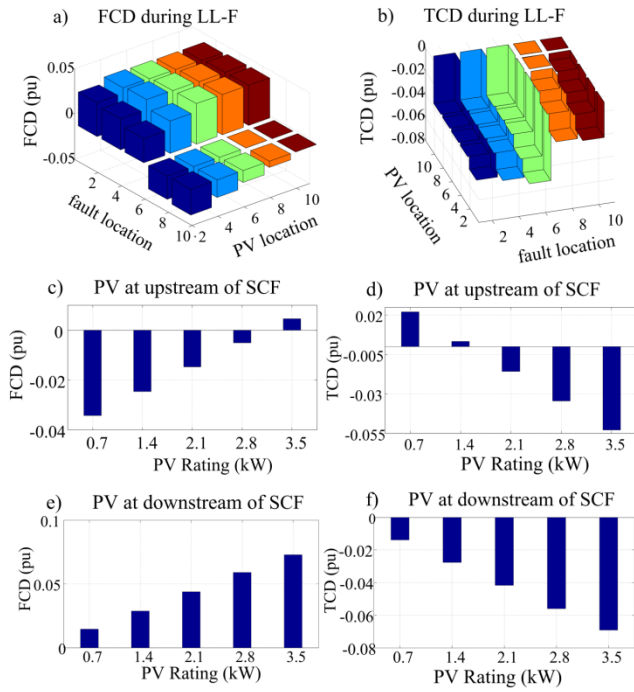 a) FCD during LL-F
FCD (pu)
0.05
0
-0.05
2
4
6
8
10
fault location
2
4
6
8
10
PV location
b) TCD during LL-F
TCD (pu)
0
-0.02
-0.04
-0.06
-0.08
10
8
6
4
2
PV location
2
4
6
8
10
fault location
c) PV at upstream of SCF
FCD (pu)
0
-0.02
-0.04
0.7 1.4 2.1 2.8 3.5
PV Rating (kW)
d) PV at upstream of SCF
TCD (pu)
0.02
-0.005
-0.03
-0.055
0.7 1.4 2.1 2.8 3.5
PV Rating (kW)
e) PV at downstream of SCF
FCD (pu)
0.1
0.05
0
0.7 1.4 2.1 2.8 3.5
PV Rating (kW)
f) PV at downstream of SCF
TCD (pu)
0
-0.02
-0.04
-0.06
-0.08
0.7 1.4 2.1 2.8 3.5
PV Rating (kW)